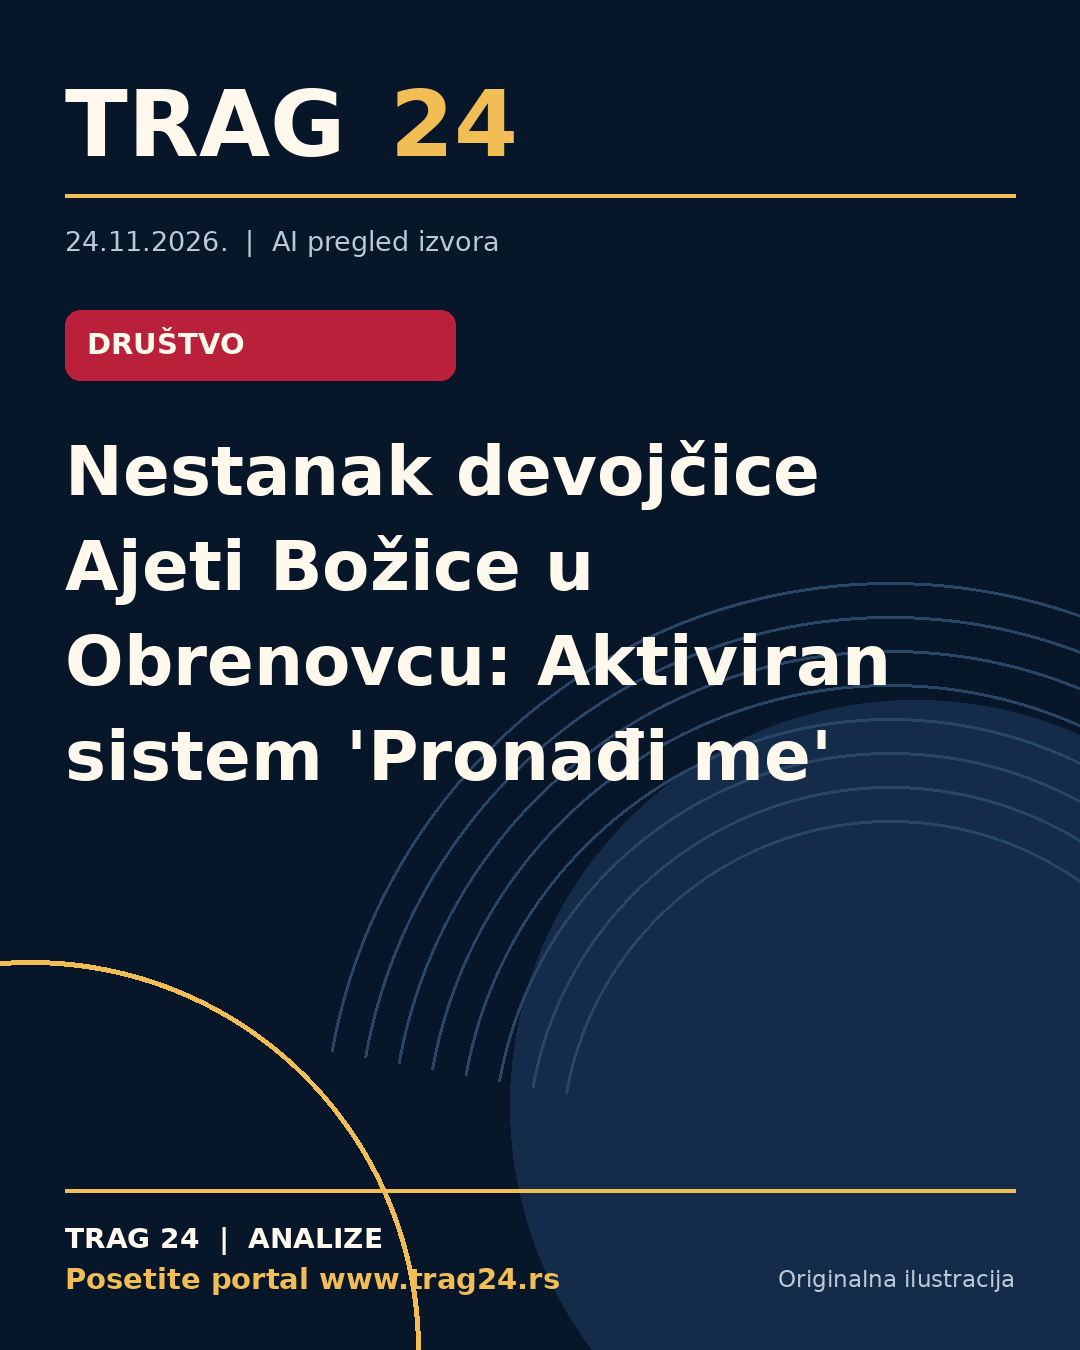 TRAG 24
24.11.2026. | AI pregled izvora
DRUŠTVO
Nestanak devojčice
Ajeti Božice u
Obrenovcu: Aktiviran
sistem 'Pronađi me'
TRAG 24 | ANALIZE
Posetite portal www.trag24.rs
Originalna ilustracija